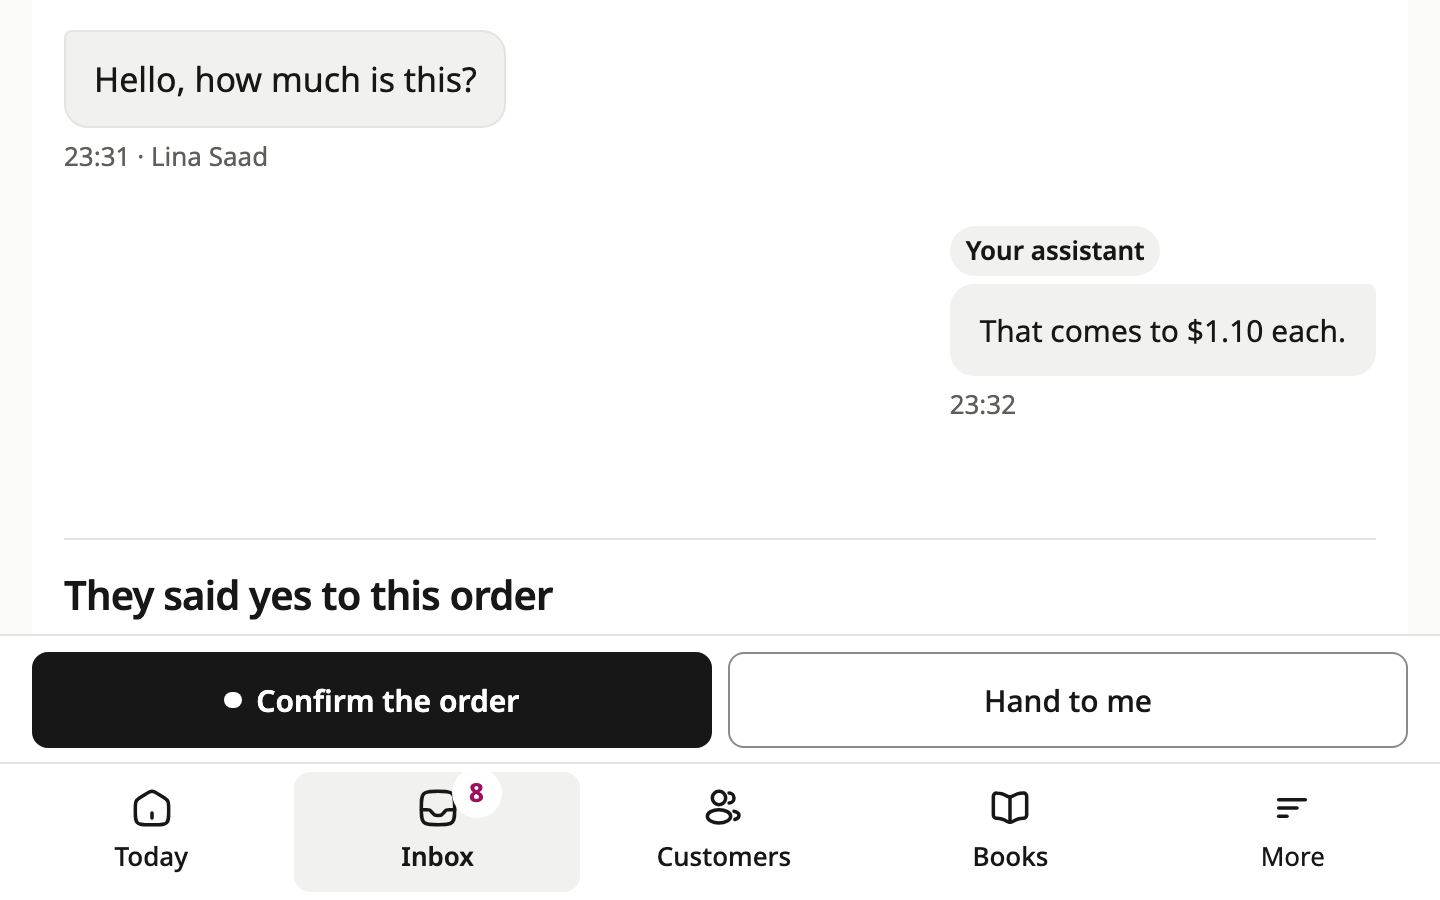 Hello, how much is this?
23:31 · Lina Saad
Your assistant
That comes to $1.10 each.
23:32
They said yes to this order
Confirm the order
Hand to me
8
Today
Inbox
Customers
Books
More